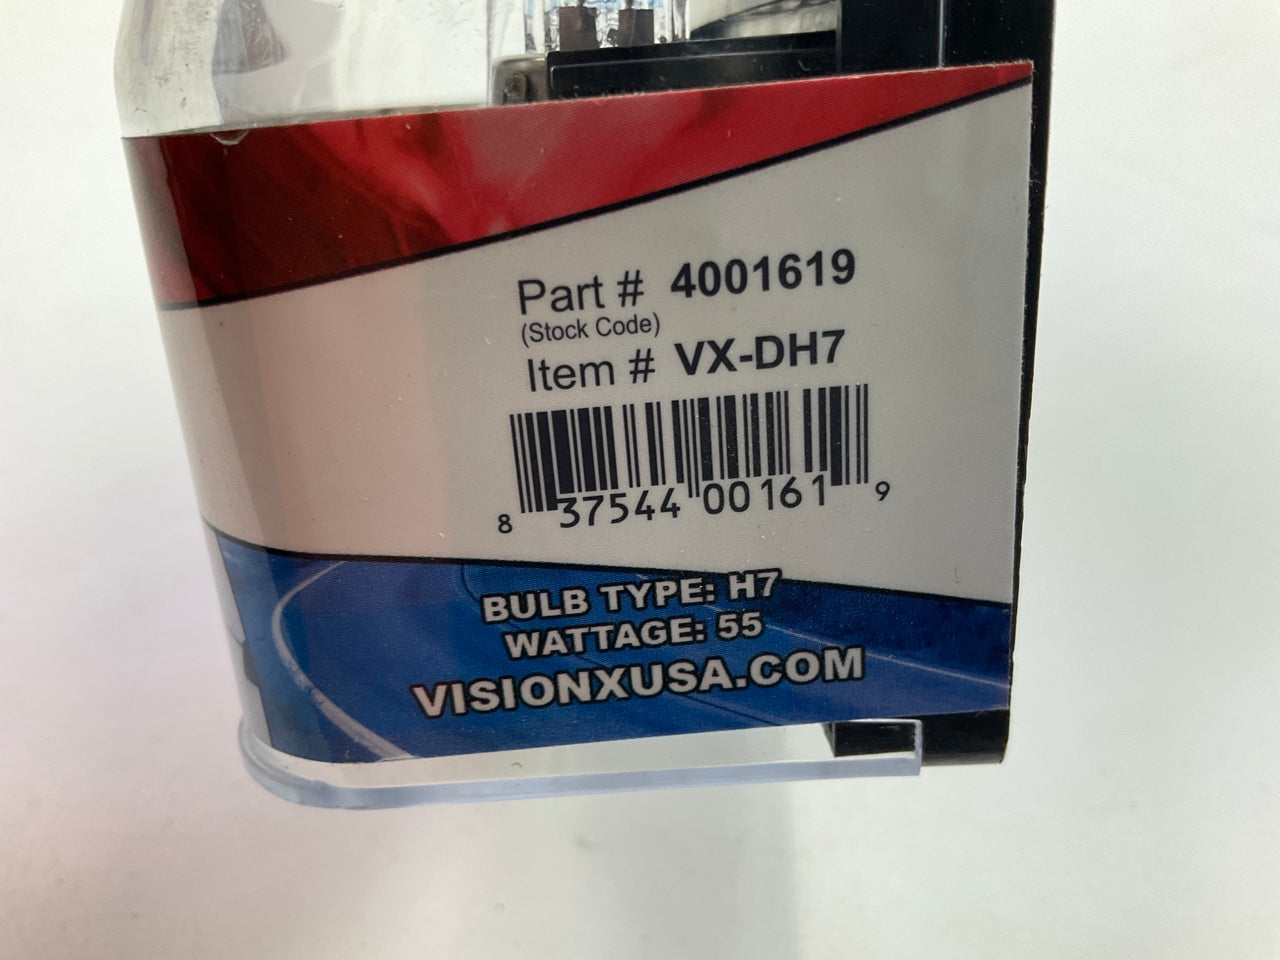 Part # 4001619
(Stock Code)
Item # VX-DH7
8 37544 00161 9
BULB TYPE: H7
WATTAGE: 55
VISIONXUSA.COM